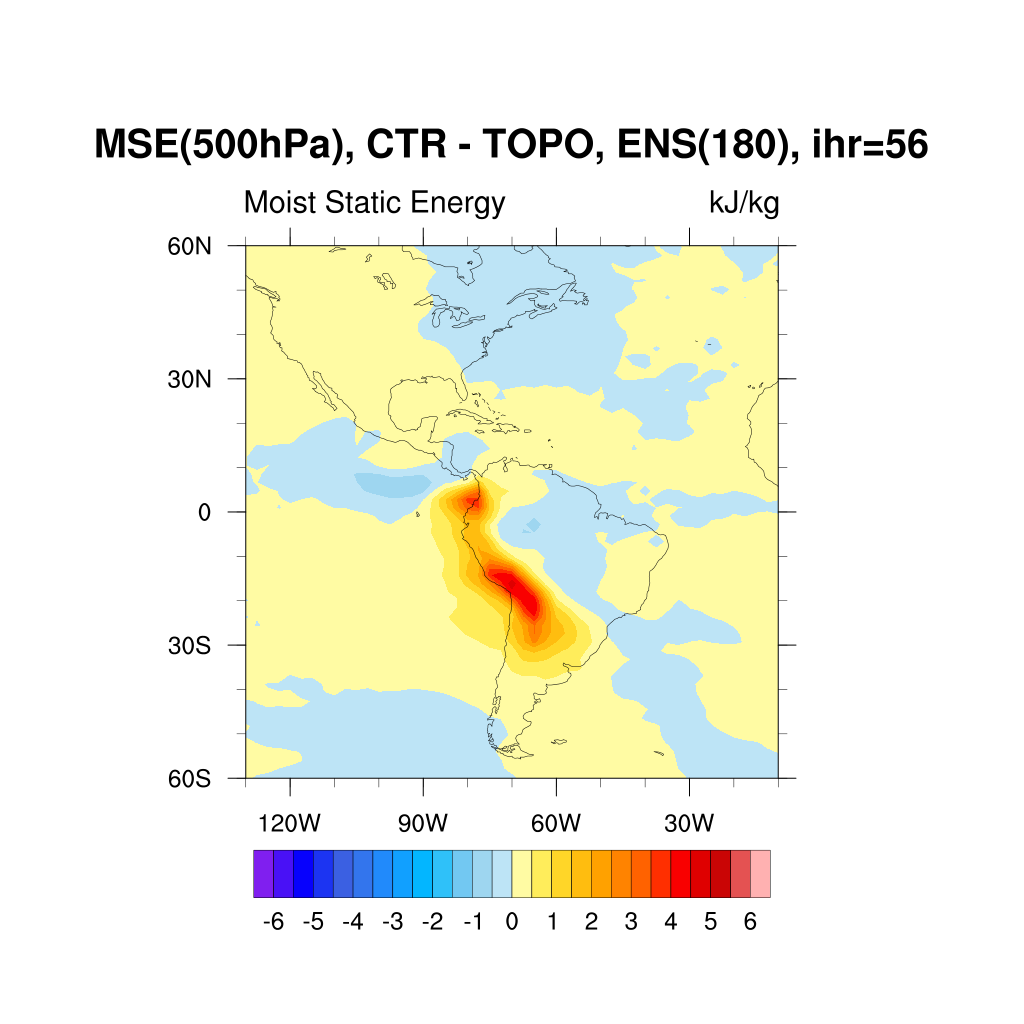 MSE(500hPa), CTR - TOPO, ENS(180), ihr=56
Moist Static Energy kJ/kg
60N
30N
0
30S
60S
120W 90W 60W 30W
-6 -5 -4 -3 -2 -1 0 1 2 3 4 5 6